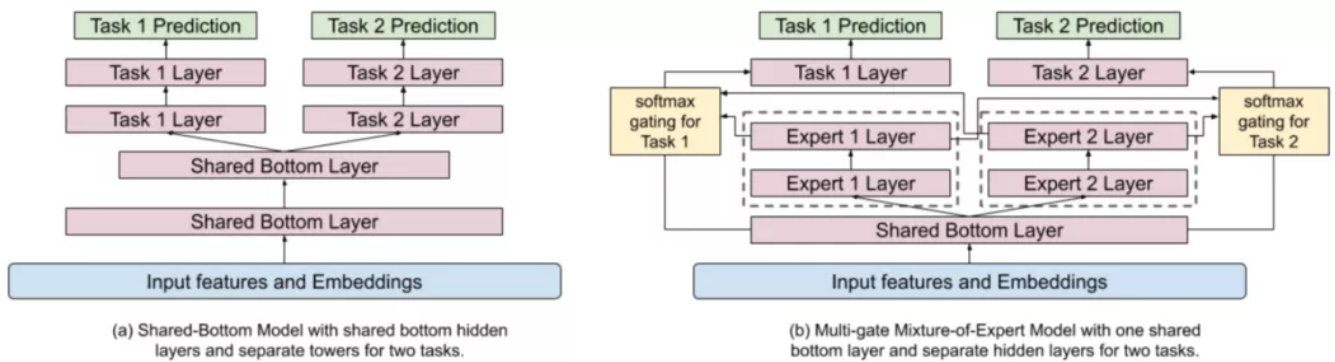 Task 1 Prediction
Task 2 Prediction
Task 1 Layer
Task 2 Layer
Task 1 Layer
Task 2 Layer
Shared Bottom Layer
Shared Bottom Layer
Input features and Embeddings
(a) Shared-Bottom Model with shared bottom hidden
layers and separate towers for two tasks.
Task 1 Prediction
Task 2 Prediction
Task 1 Layer
Task 2 Layer
softmax
gating for
Task 1
softmax
gating for
Task 2
Expert 1 Layer
Expert 2 Layer
Expert 1 Layer
Expert 2 Layer
Shared Bottom Layer
Input features and Embeddings
(b) Multi-gate Mixture-of-Expert Model with one shared
bottom layer and separate hidden layers for two tasks.